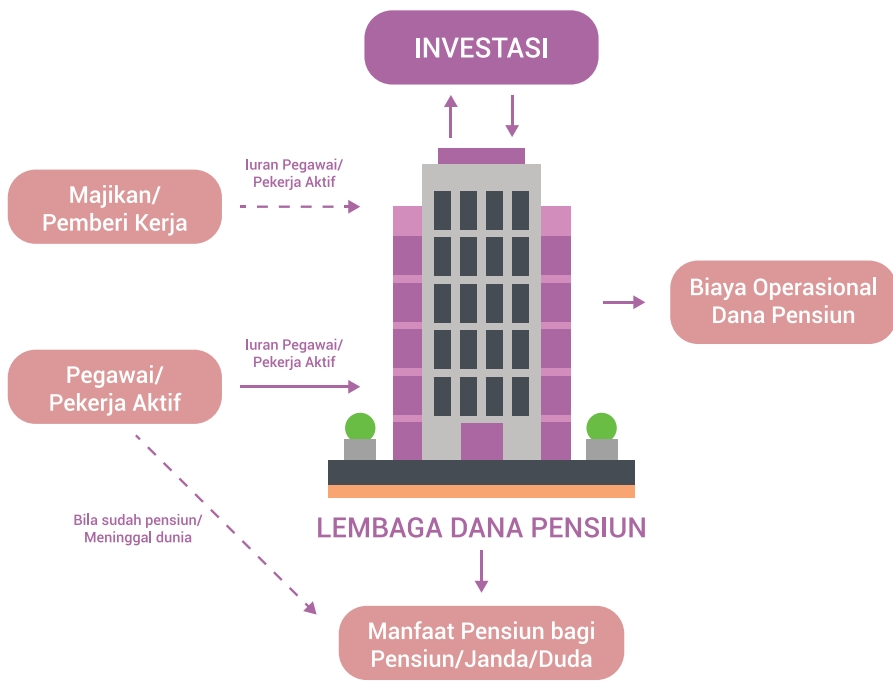 INVESTASI
Iuran Pegawai/
Pekerja Aktif
Majikan/
Pemberi Kerja
Biaya Operasional
Dana Pensiun
Iuran Pegawai/
Pekerja Aktif
Pegawai/
Pekerja Aktif
Bila sudah pensiun/
Meninggal dunia
LEMBAGA DANA PENSIUN
Manfaat Pensiun bagi
Pensiun/Janda/Duda